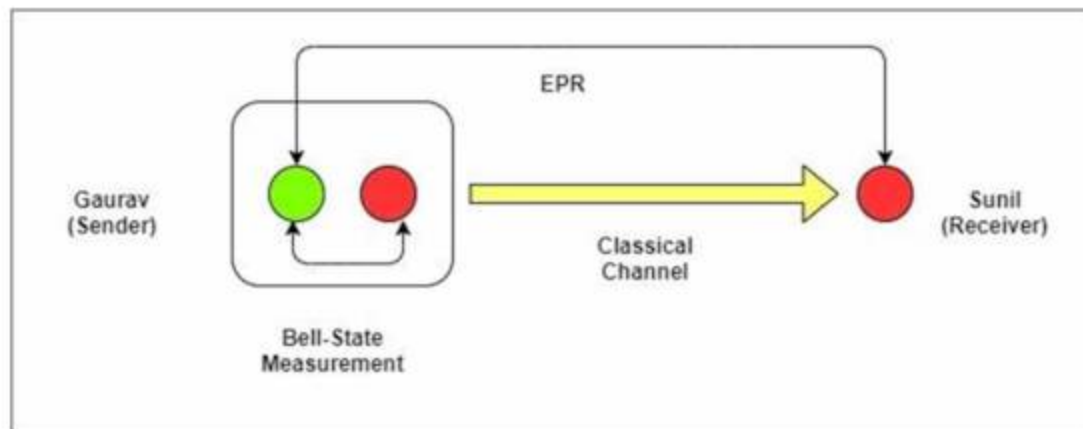 EPR
Gaurav
(Sender)
Sunil
(Receiver)
Classical
Channel
Bell-State
Measurement